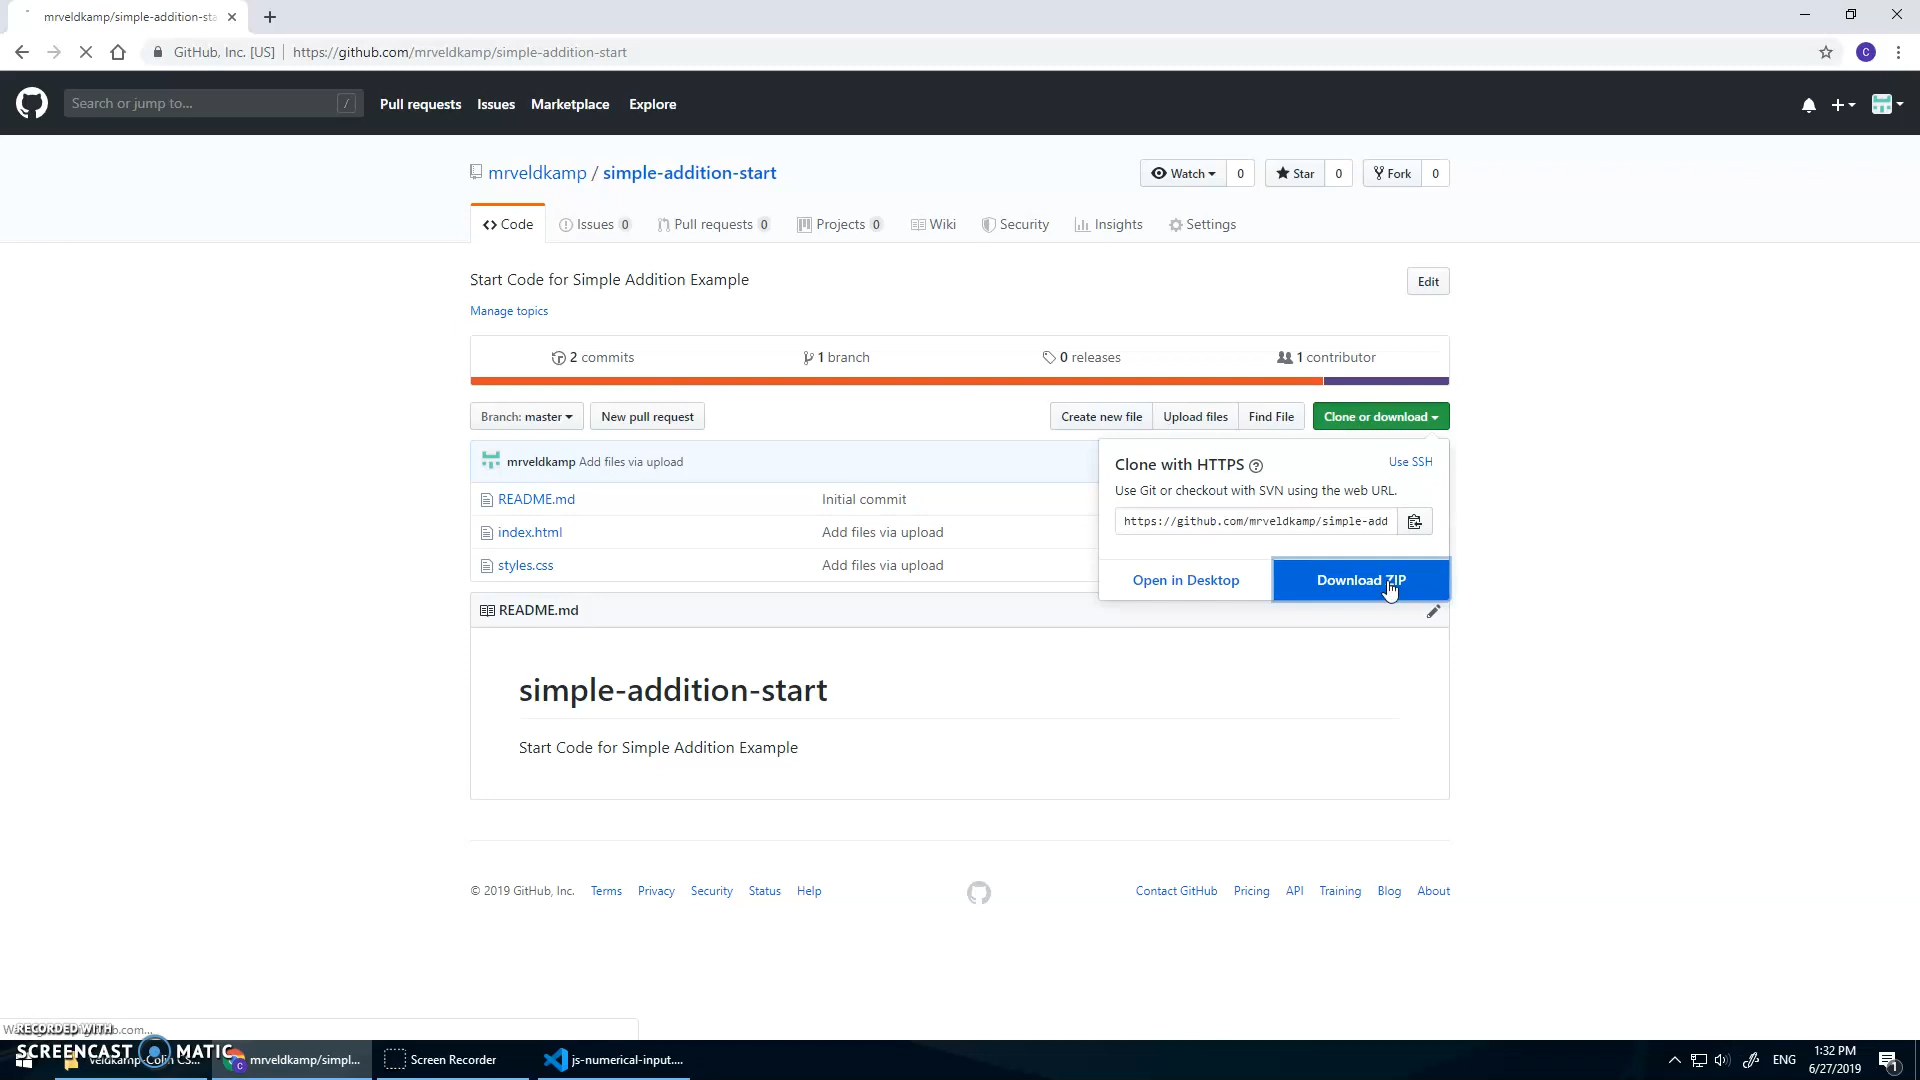 mrveldkamp/simple-addition-sta
GitHub, Inc. [US] https://github.com/mrveldkamp/simple-addition-start
C
Search or jump to... /
Pull requests Issues Marketplace Explore
mrveldkamp / simple-addition-start
Watch 0 Star 0 Fork 0
Code Issues 0 Pull requests 0 Projects 0 Wiki Security Insights Settings
Start Code for Simple Addition Example
Edit
Manage topics
2 commits 1 branch 0 releases 1 contributor
Branch: master New pull request Create new file Upload files Find File Clone or download
mrveldkamp Add files via upload
README.md Initial commit
index.html Add files via upload
styles.css Add files via upload
Clone with HTTPS ? Use SSH
Use Git or checkout with SVN using the web URL.
https://github.com/mrveldkamp/simple-add
Open in Desktop Download ZIP
README.md
simple-addition-start
Start Code for Simple Addition Example
© 2019 GitHub, Inc. Terms Privacy Security Status Help Contact GitHub Pricing API Training Blog About
RECORDED WITH
SCREENCAST MATIC
mrveldkamp/simpl... Screen Recorder js-numerical-input....
ENG 1:32 PM
6/27/2019
1